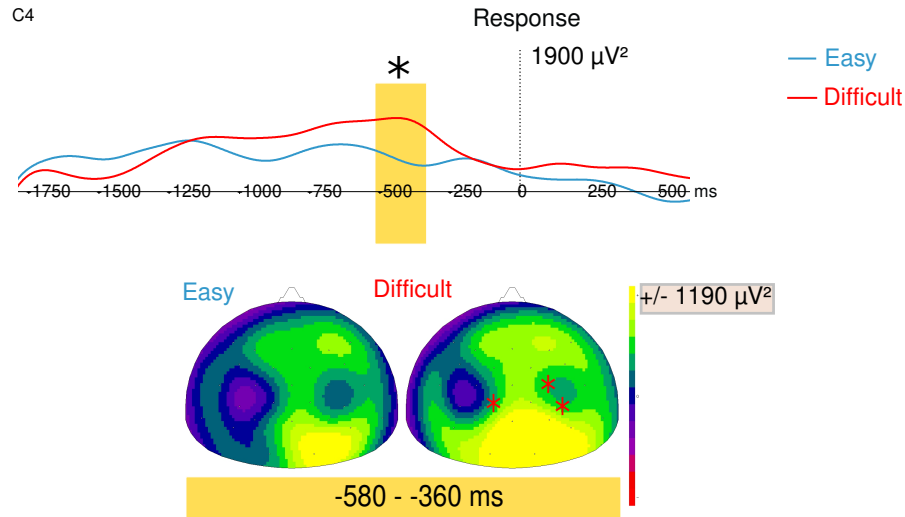 C4
Response
1900 µV²
*
Easy
Difficult
-1750 -1500 -1250 -1000 -750 -500 -250 0 250 500 ms
Easy
Difficult
+/- 1190 µV²
* * *
-580 - -360 ms